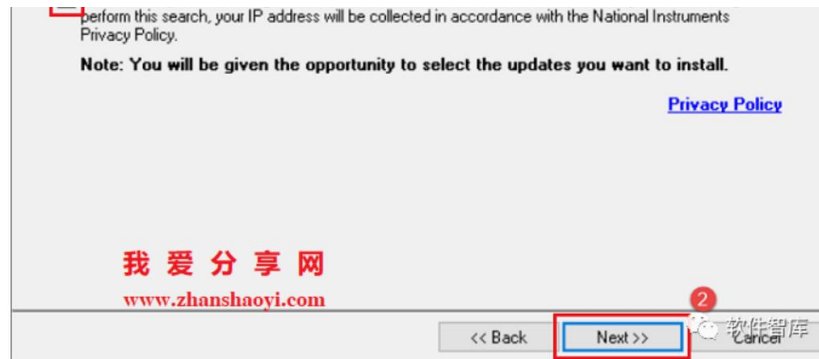 perform this search, your IP address will be collected in accordance with the National Instruments
Privacy Policy.
Note: You will be given the opportunity to select the updates you want to install.
Privacy Policy
我爱分享网
www.zhanshaoyi.com
2
<< Back
Next >>
Cancel
软件智库